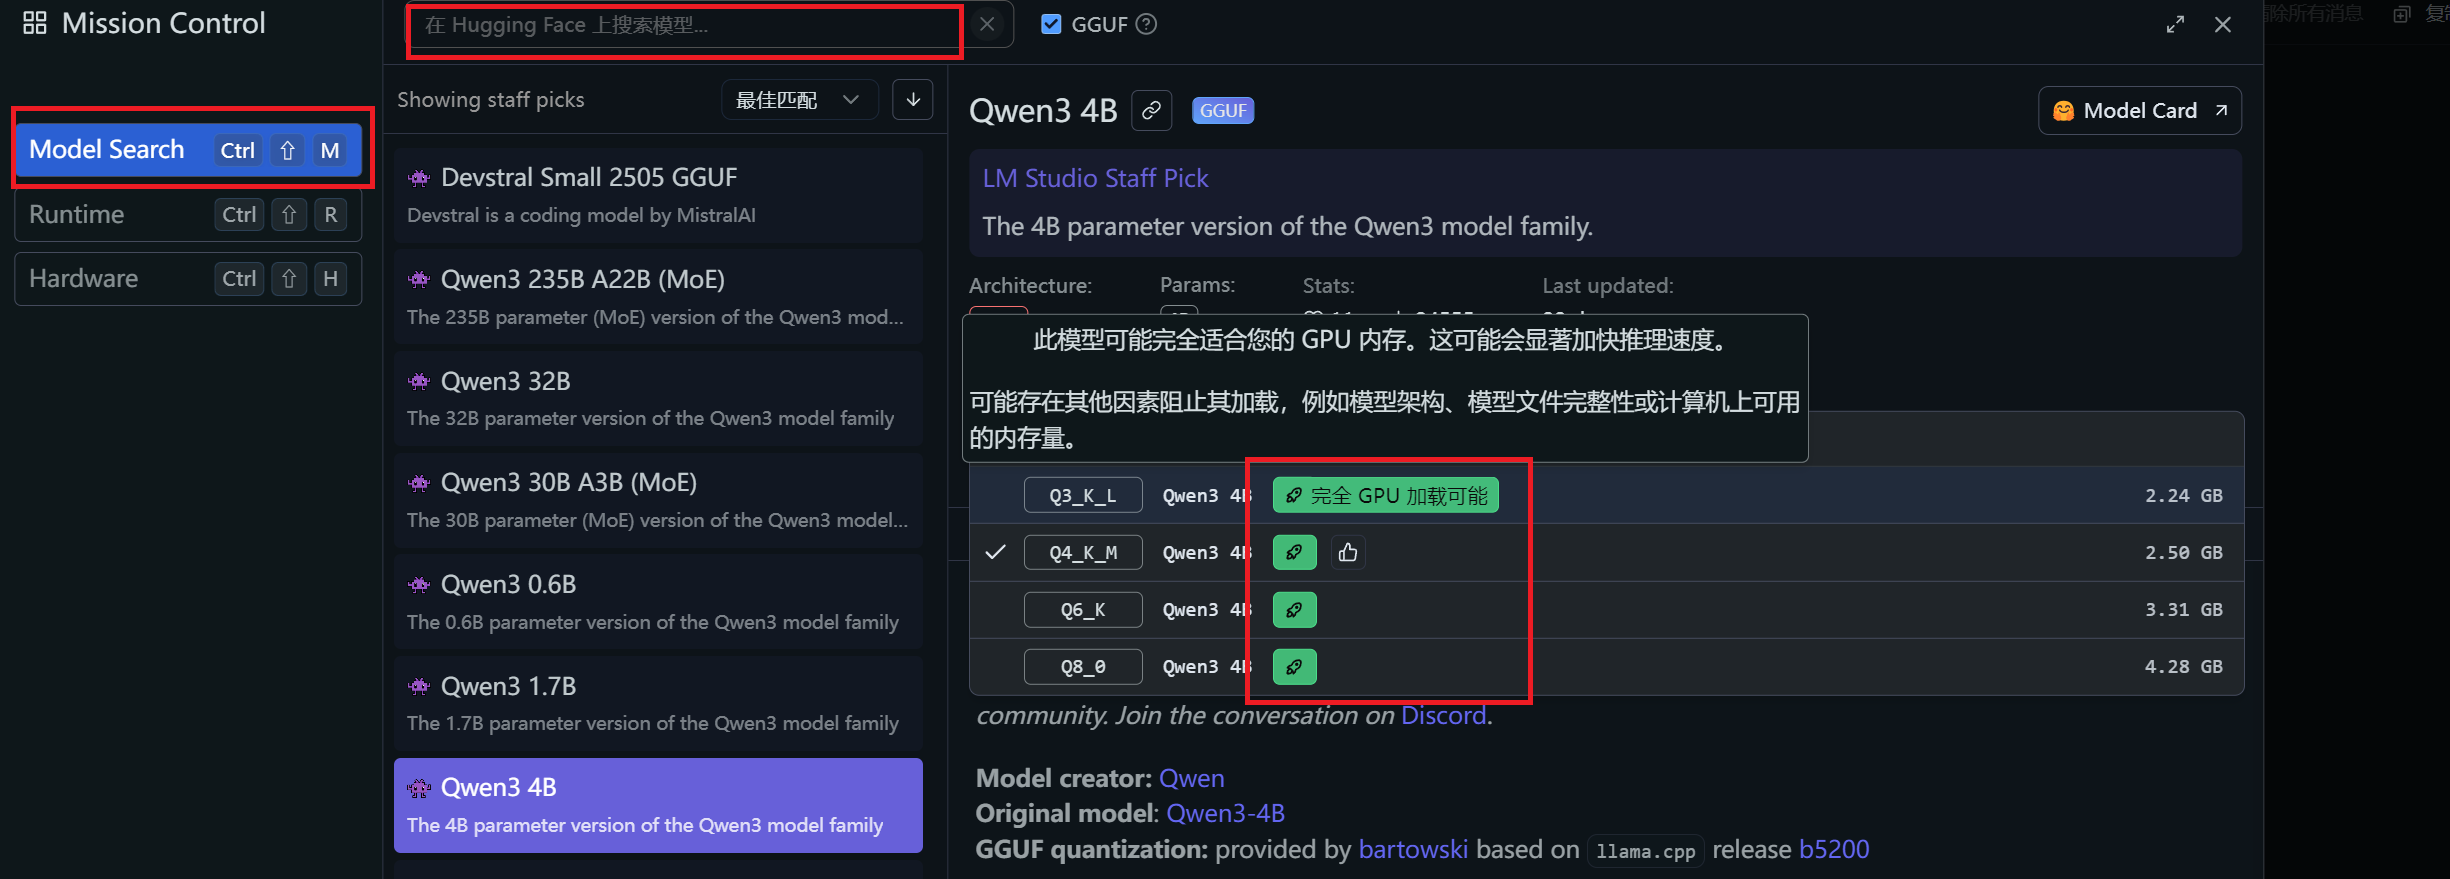 Mission Control
Model Search Ctrl ⇧ M
Runtime Ctrl ⇧ R
Hardware Ctrl ⇧ H
在 Hugging Face 上搜索模型...
GGUF
Showing staff picks
最佳匹配
Devstral Small 2505 GGUF
Devstral is a coding model by MistralAI
Qwen3 235B A22B (MoE)
The 235B parameter (MoE) version of the Qwen3 mod...
Qwen3 32B
The 32B parameter version of the Qwen3 model family
Qwen3 30B A3B (MoE)
The 30B parameter (MoE) version of the Qwen3 model...
Qwen3 0.6B
The 0.6B parameter version of the Qwen3 model family
Qwen3 1.7B
The 1.7B parameter version of the Qwen3 model family
Qwen3 4B
The 4B parameter version of the Qwen3 model family
Qwen3 4B GGUF
Model Card
LM Studio Staff Pick
The 4B parameter version of the Qwen3 model family.
Architecture: Params: Stats: Last updated:
此模型可能完全适合您的 GPU 内存。这可能会显著加快推理速度。
可能存在其他因素阻止其加载，例如模型架构、模型文件完整性或计算机上可用
的内存量。
Q3_K_L Qwen3 4B 完全 GPU 加载可能 2.24 GB
Q4_K_M Qwen3 4B 2.50 GB
Q6_K Qwen3 4B 3.31 GB
Q8_0 Qwen3 4B 4.28 GB
community. Join the conversation on Discord.
Model creator: Qwen
Original model: Qwen3-4B
GGUF quantization: provided by bartowski based on llama.cpp release b5200
除所有消息